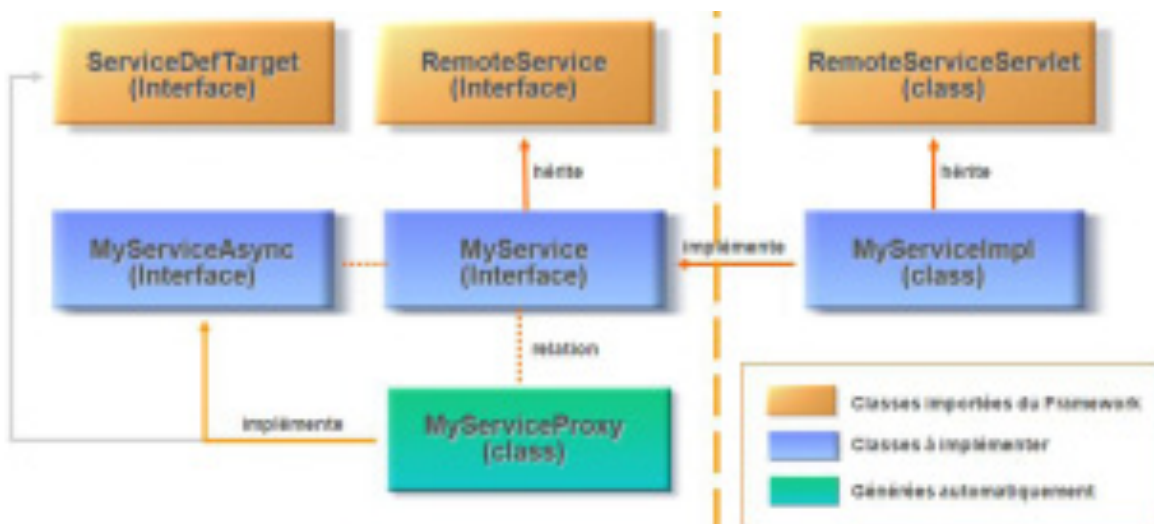 ServiceDefTarget
(Interface)
RemoteService
(Interface)
RemoteServiceServlet
(class)
hérite
hérite
MyServiceAsync
(Interface)
MyService
(Interface)
implémente
MyServiceImpl
(class)
relation
implémente
MyServiceProxy
(class)
Classes importées du Framework
Classes à implémenter
Générées automatiquement